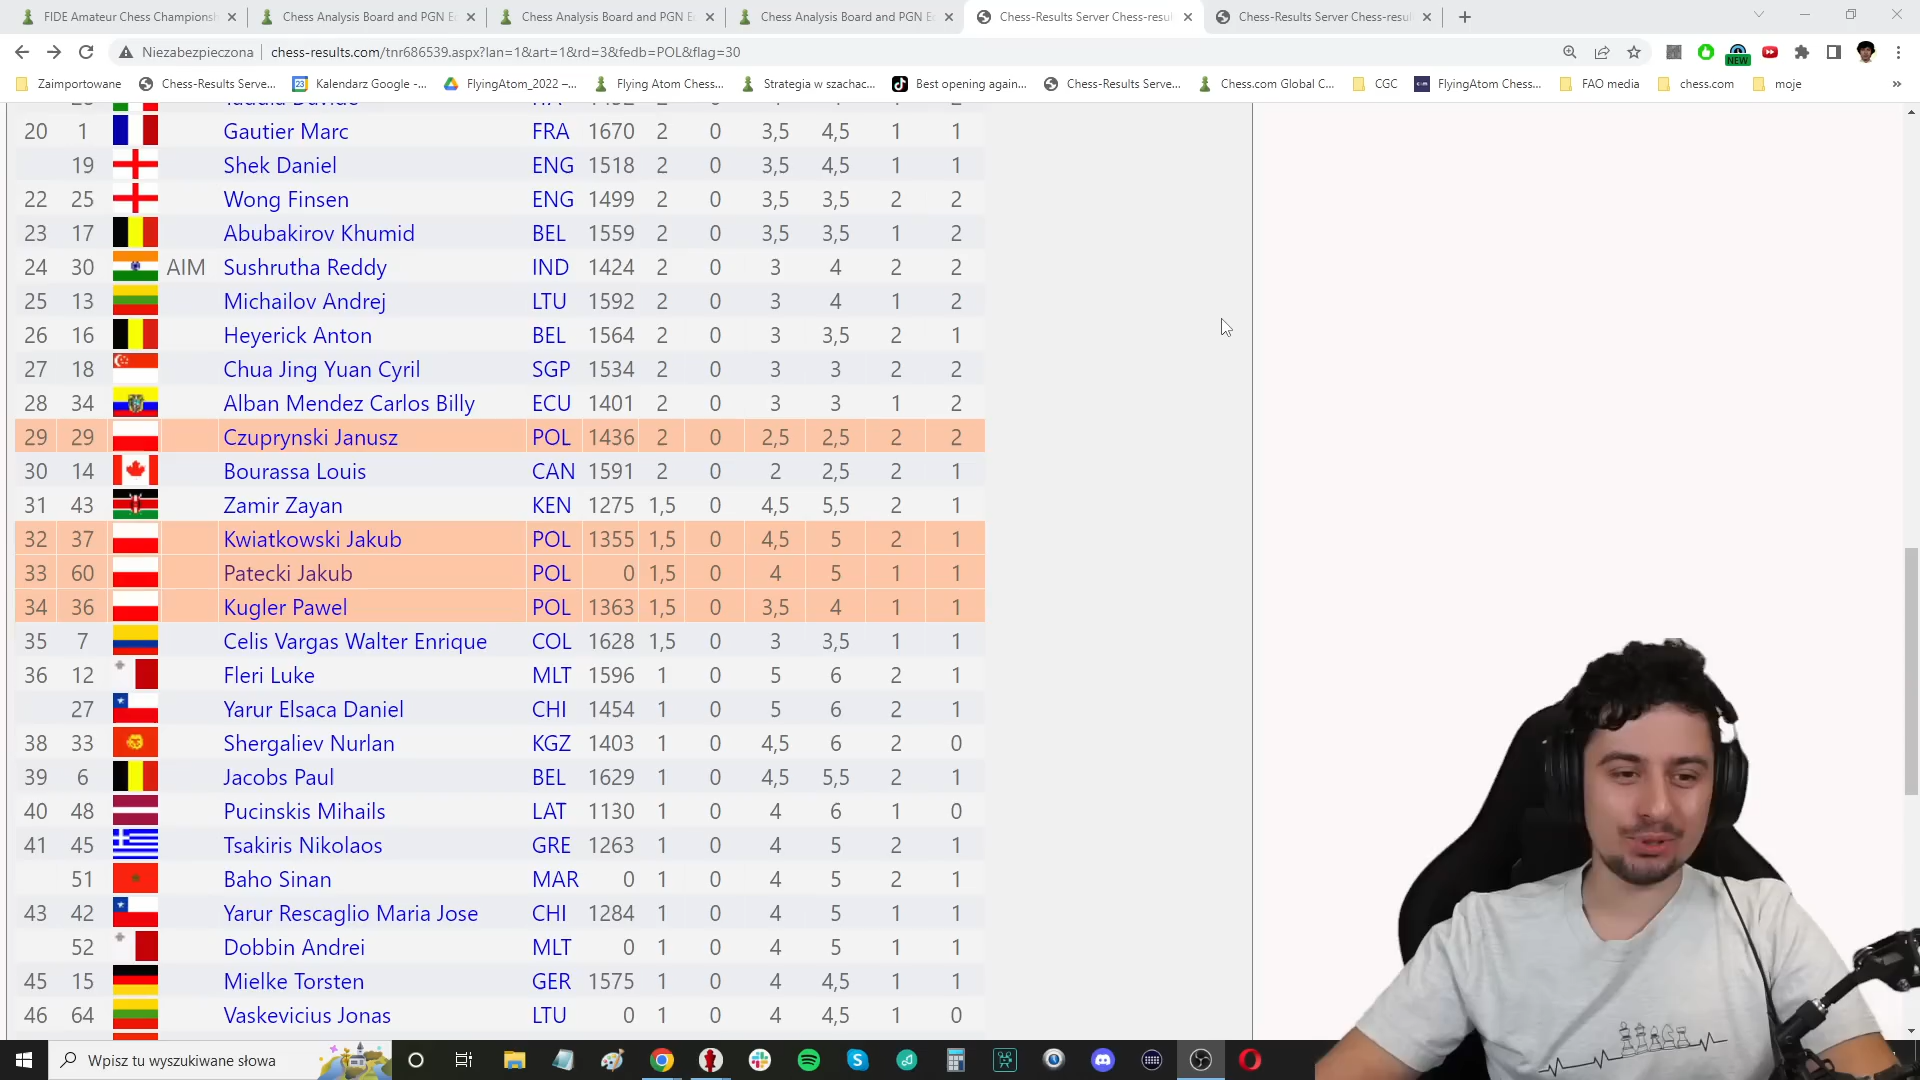 FIDE Amateur Chess Championsh
Chess Analysis Board and PGN E
Chess Analysis Board and PGN E
Chess Analysis Board and PGN E
Chess-Results Server Chess-resul
Chess-Results Server Chess-resul
Niezabezpieczona
chess-results.com/tnr686539.aspx?lan=1&art=1&rd=3&fedb=POL&flag=30
NEW
Zaimportowane
Chess-Results Serve...
23 Kalendarz Google -...
FlyingAtom_2022 –...
Flying Atom Chess...
Strategia w szachac...
Best opening again...
Chess-Results Serve...
Chess.com Global C...
CGC
FlyingAtom Chess...
FAO media
chess.com
moje
»
20 1 Gautier Marc FRA 1670 2 0 3,5 4,5 1 1
19 Shek Daniel ENG 1518 2 0 3,5 4,5 1 1
22 25 Wong Finsen ENG 1499 2 0 3,5 3,5 2 2
23 17 Abubakirov Khumid BEL 1559 2 0 3,5 3,5 1 2
24 30 AIM Sushrutha Reddy IND 1424 2 0 3 4 2 2
25 13 Michailov Andrej LTU 1592 2 0 3 4 1 2
26 16 Heyerick Anton BEL 1564 2 0 3 3,5 2 1
27 18 Chua Jing Yuan Cyril SGP 1534 2 0 3 3 2 2
28 34 Alban Mendez Carlos Billy ECU 1401 2 0 3 3 1 2
29 29 Czuprynski Janusz POL 1436 2 0 2,5 2,5 2 2
30 14 Bourassa Louis CAN 1591 2 0 2 2,5 2 1
31 43 Zamir Zayan KEN 1275 1,5 0 4,5 5,5 2 1
32 37 Kwiatkowski Jakub POL 1355 1,5 0 4,5 5 2 1
33 60 Patecki Jakub POL 0 1,5 0 4 5 1 1
34 36 Kugler Pawel POL 1363 1,5 0 3,5 4 1 1
35 7 Celis Vargas Walter Enrique COL 1628 1,5 0 3 3,5 1 1
36 12 Fleri Luke MLT 1596 1 0 5 6 2 1
27 Yarur Elsaca Daniel CHI 1454 1 0 5 6 2 1
38 33 Shergaliev Nurlan KGZ 1403 1 0 4,5 6 2 0
39 6 Jacobs Paul BEL 1629 1 0 4,5 5,5 2 1
40 48 Pucinskis Mihails LAT 1130 1 0 4 6 1 0
41 45 Tsakiris Nikolaos GRE 1263 1 0 4 5 2 1
51 Baho Sinan MAR 0 1 0 4 5 2 1
43 42 Yarur Rescaglio Maria Jose CHI 1284 1 0 4 5 1 1
52 Dobbin Andrei MLT 0 1 0 4 5 1 1
45 15 Mielke Torsten GER 1575 1 0 4 4,5 1 1
46 64 Vaskevicius Jonas LTU 0 1 0 4 4,5 1 0
Wpisz tu wyszukiwane słowa